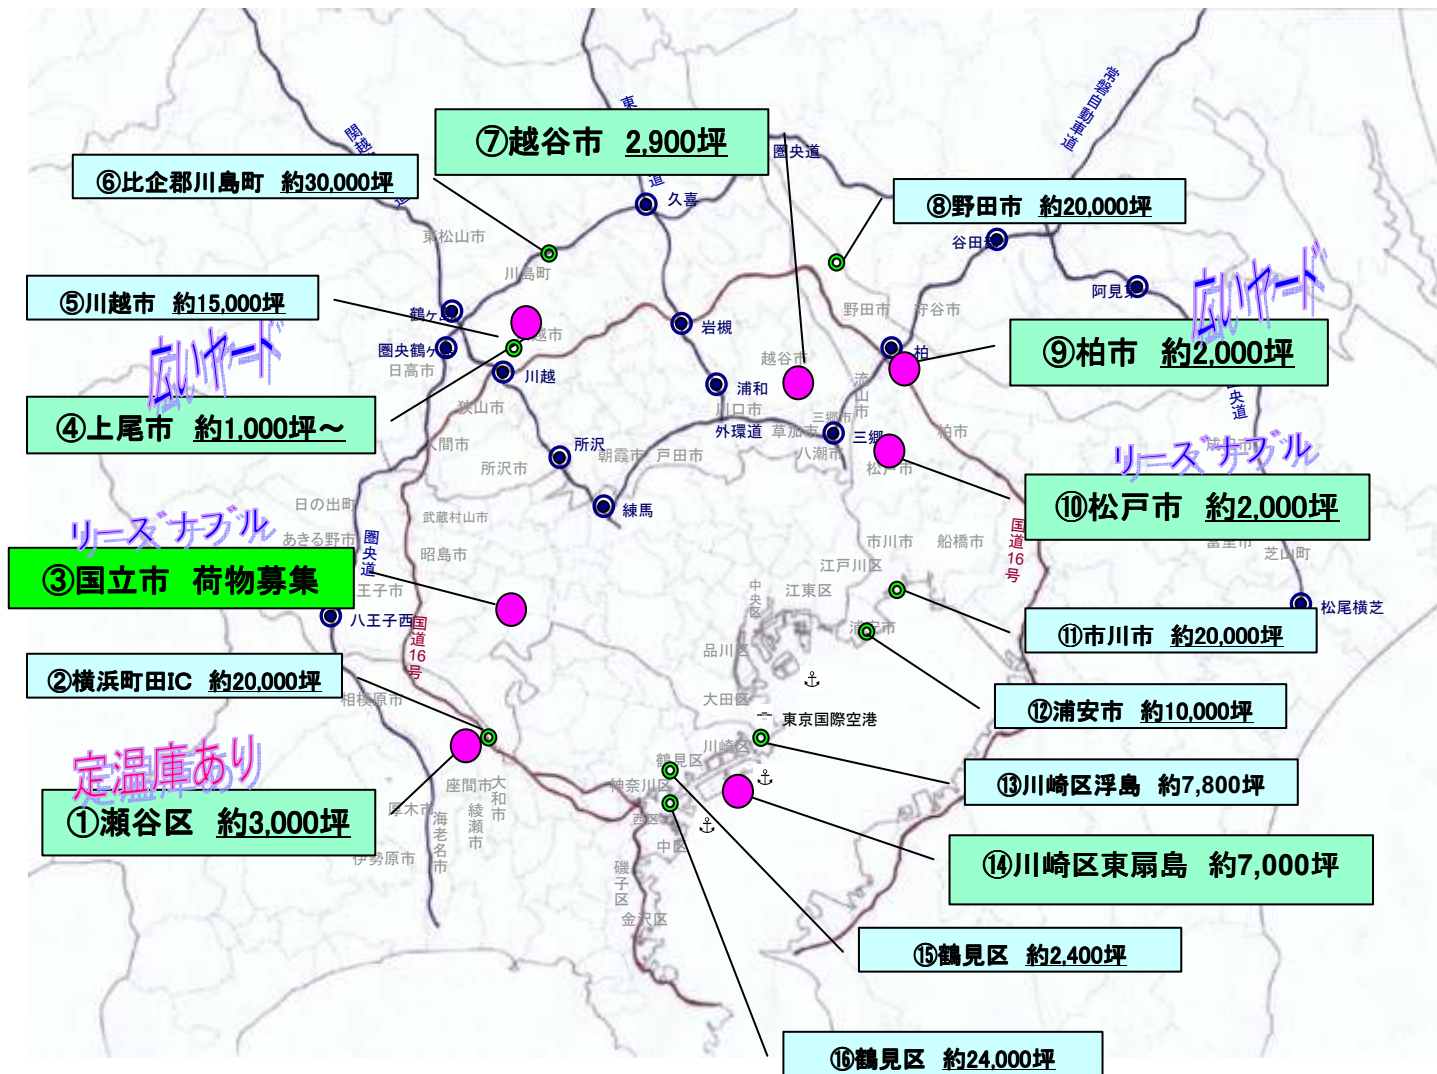 常磐自動車道
東
⑦越谷市　2,900坪
圏央道
関越
道
道
⑥比企郡川島町　約30,000坪
久喜
⑧野田市　約20,000坪
東松山市
谷田部
川島町
広いヤード
阿見東
⑤川越市　約15,000坪
野田市
守谷市
鶴ヶ島
越市
岩槻
広いヤード
圏央鶴ヶ島
越谷市
柏
⑨柏市　約2,000坪
日高市
川越
流山市
浦和
央道
狭山市
川口市
三郷市
④上尾市　約1,000坪～
外環道
草加市
三郷
柏市
リーズナブル
成田市
入間市
所沢
朝霞市
戸田市
八潮市
所沢市
松戸市
日の出町
⑩松戸市　約2,000坪
練馬
武蔵村山市
リーズナブル
あきる野市
圏央道
昭島市
市川市
船橋市
国道16号
富里市
芝山町
③国立市　荷物募集
江戸川区
王子市
中央区
江東区
八王子西
松尾横芝
国道16号
浦安市
⑪市川市　約20,000坪
品川区
②横浜町田IC　約20,000坪
相模原市
大田区
⑫浦安市　約10,000坪
東京国際空港
定温庫あり
川崎区
鶴見区
座間市
大和市
神奈川区
⑬川崎区浮島　約7,800坪
厚木市
海老名市
綾瀬市
西区
①瀬谷区　約3,000坪
中区
伊勢原市
⑭川崎区東扇島　約7,000坪
磯子区
金沢区
⑮鶴見区　約2,400坪
⑯鶴見区　約24,000坪